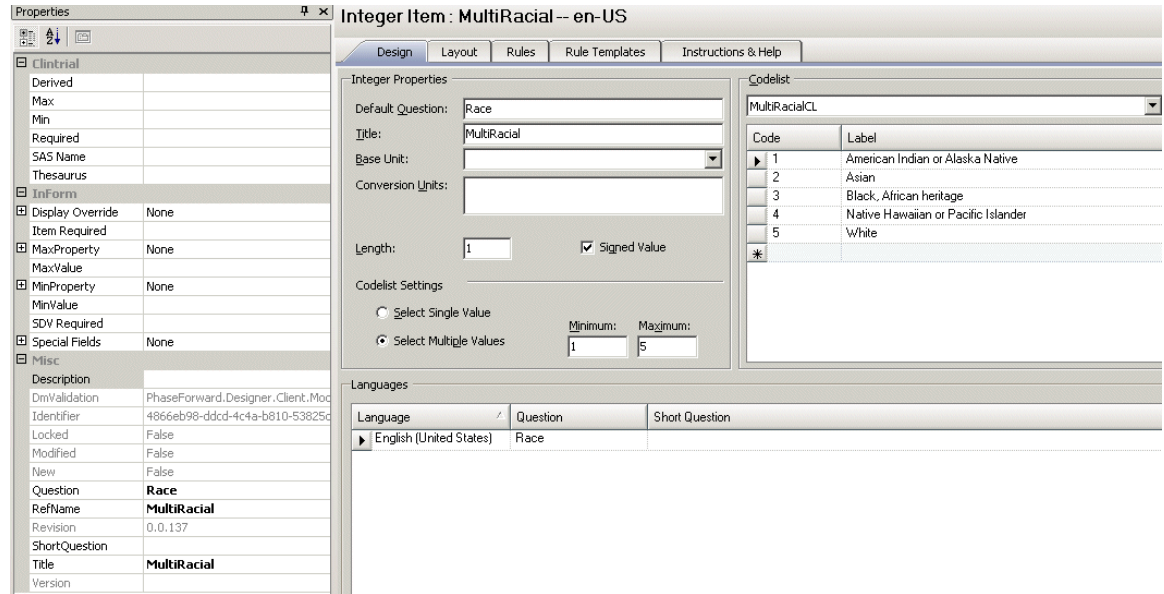 Properties
Clintrial
Derived
Max
Min
Required
SAS Name
Thesaurus
InForm
Display Override None
Item Required
MaxProperty None
MaxValue
MinProperty None
MinValue
SDV Required
Special Fields None
Misc
Description
DmValidation PhaseForward.Designer.Client.Moc
Identifier 4866eb98-ddcd-4c4a-b810-53825c
Locked False
Modified False
New False
Question Race
RefName MultiRacial
Revision 0.0.137
ShortQuestion
Title MultiRacial
Version
Integer Item : MultiRacial -- en-US
Design Layout Rules Rule Templates Instructions & Help
Integer Properties
Default Question: Race
Title: MultiRacial
Base Unit:
Conversion Units:
Length: 1 Signed Value
Codelist Settings
Select Single Value
Select Multiple Values
Minimum: Maximum:
1 5
Codelist
MultiRacialCL
Code Label
1 American Indian or Alaska Native
2 Asian
3 Black, African heritage
4 Native Hawaiian or Pacific Islander
5 White
Languages
Language Question Short Question
English (United States) Race